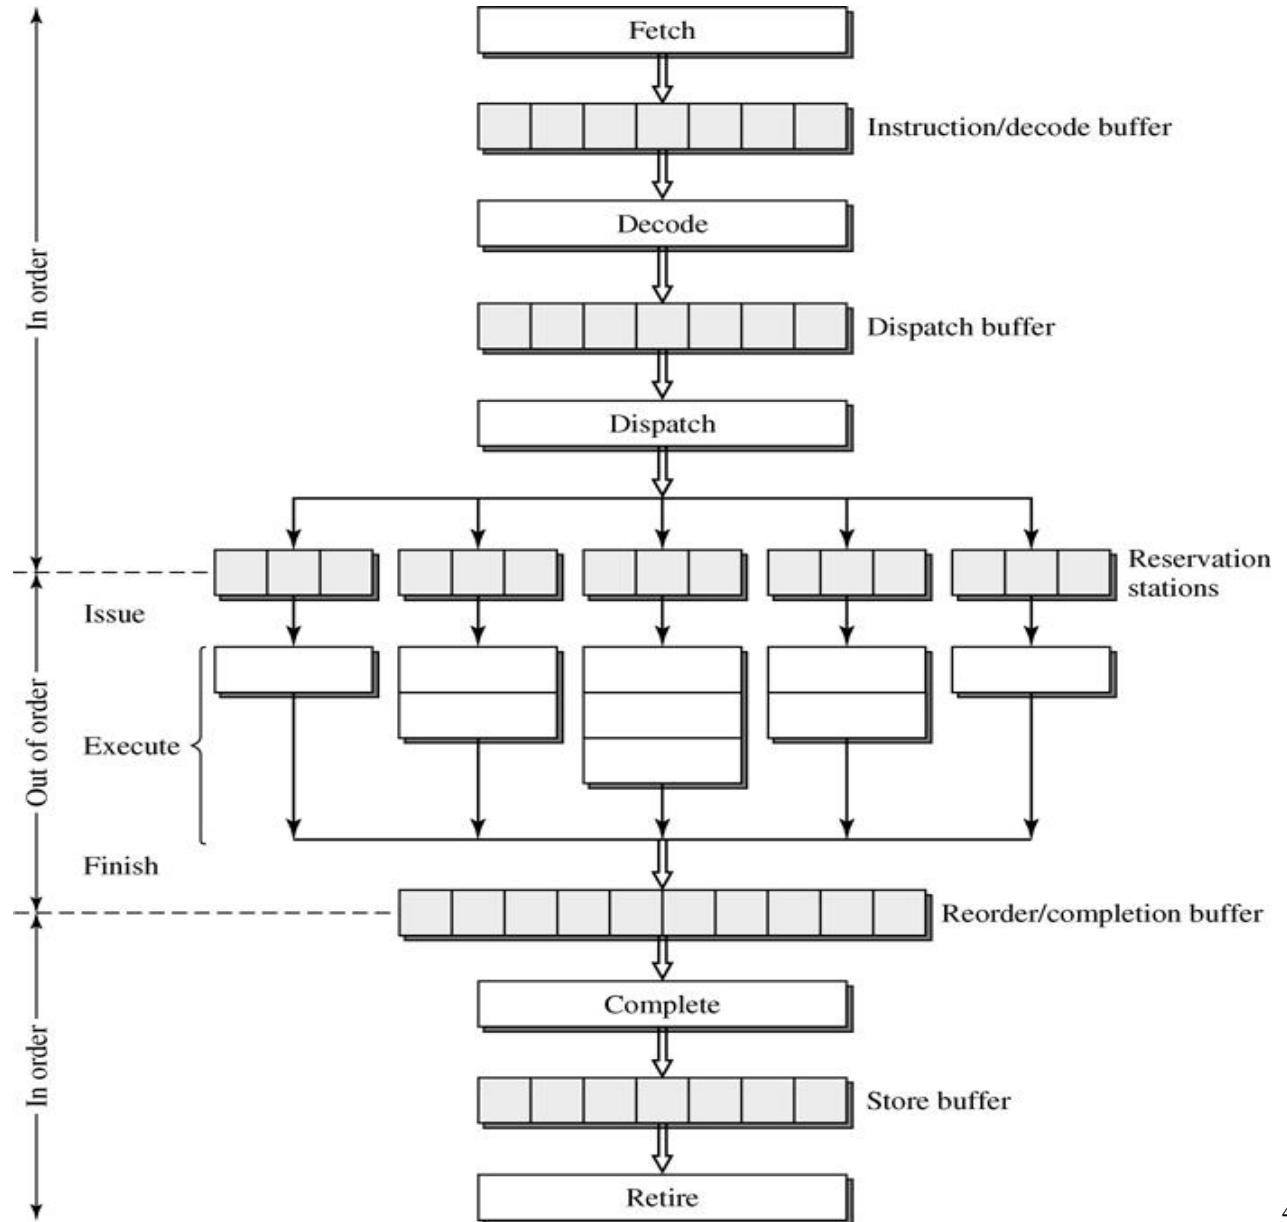 Fetch
Instruction/decode buffer
Decode
In order
Dispatch buffer
Dispatch
Reservation
stations
Issue
Out of order
Execute
Finish
Reorder/completion buffer
Complete
In order
Store buffer
Retire